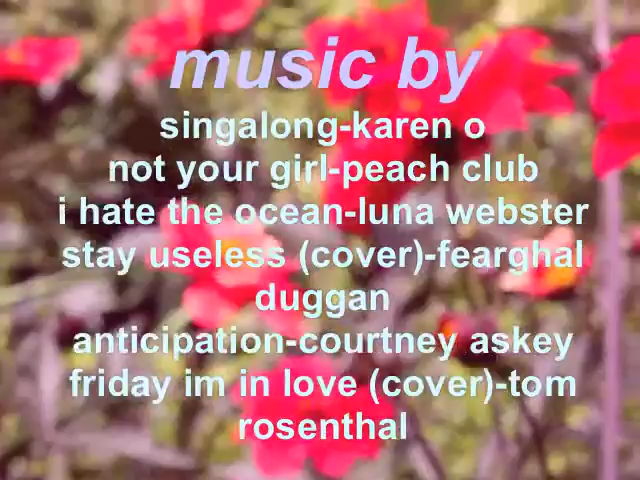 music by
singalong-karen o
not your girl-peach club
i hate the ocean-luna webster
stay useless (cover)-fearghal
duggan
anticipation-courtney askey
friday im in love (cover)-tom
rosenthal